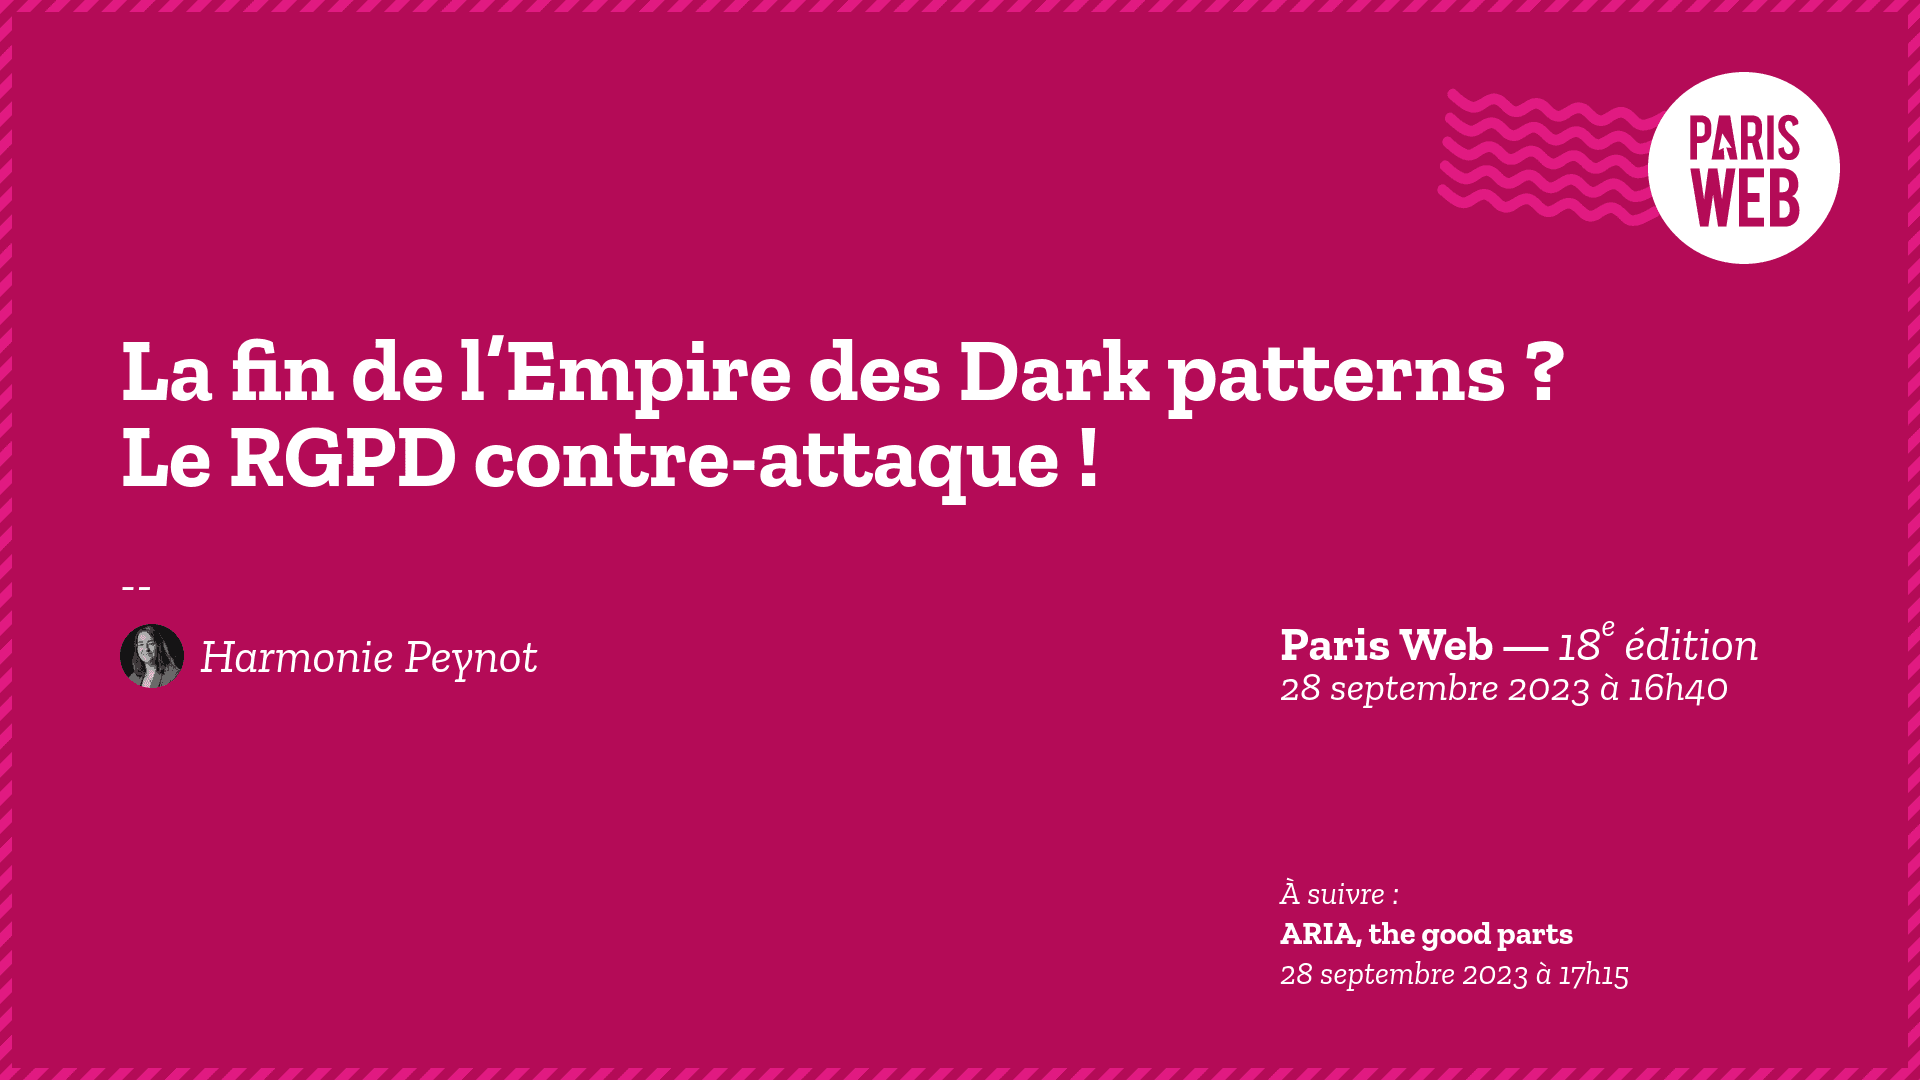 PARIS
WEB
La fin de l’Empire des Dark patterns ?
Le RGPD contre-attaque !
--
Harmonie Peynot
Paris Web — 18e édition
28 septembre 2023 à 16h40
À suivre :
ARIA, the good parts
28 septembre 2023 à 17h15